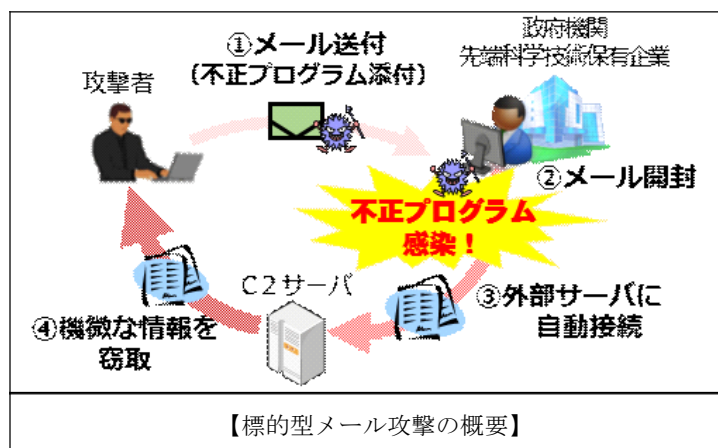 ①メール送付
(不正プログラム添付)
政府機関
先端科学技術保有企業
攻撃者
②メール開封
不正プログラム
感染！
C2サーバ
③外部サーバに
自動接続
④機微な情報を
窃取
【標的型メール攻撃の概要】